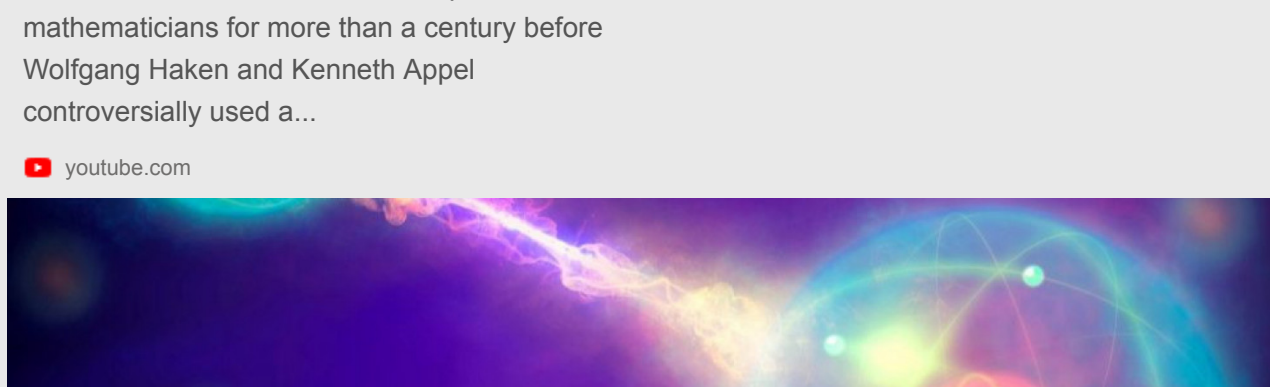 mathematicians for more than a century before
Wolfgang Haken and Kenneth Appel
controversially used a...
youtube.com